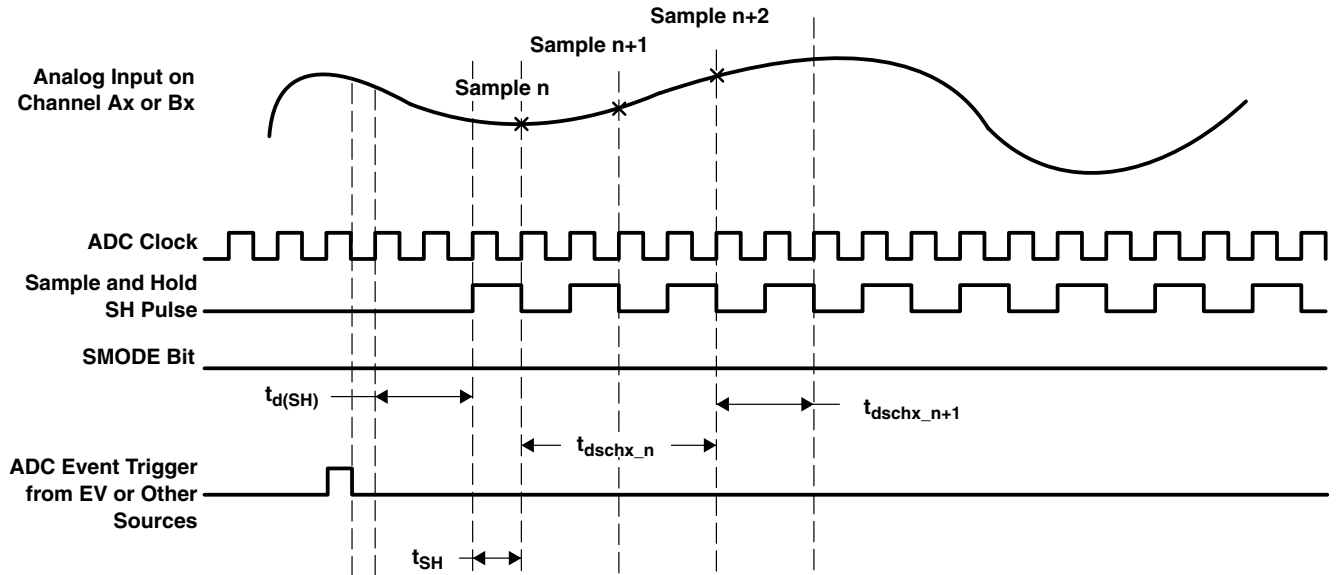 Sample n+2
Sample n+1
Analog Input on
Channel Ax or Bx
Sample n
ADC Clock
Sample and Hold
SH Pulse
SMODE Bit
td(SH)
tdschx_n+1
tdschx_n
ADC Event Trigger
from EV or Other
Sources
tSH